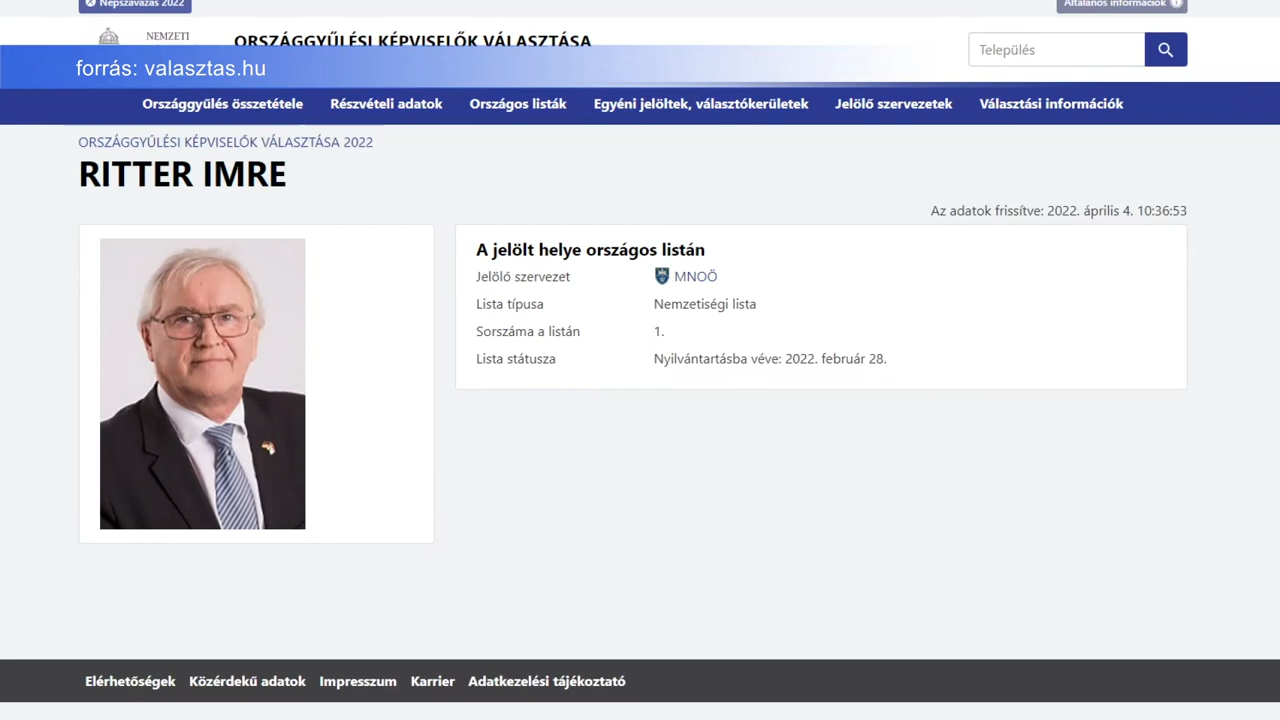 Népszavazás 2022
Általános információk
NEMZETI
ORSZÁGGYŰLÉSI KÉPVISELŐK VÁLASZTÁSA
Település
forrás: valasztas.hu
Országgyűlés összetétele Részvételi adatok Országos listák Egyéni jelöltek, választókerületek Jelölő szervezetek Választási információk
ORSZÁGGYŰLÉSI KÉPVISELŐK VÁLASZTÁSA 2022
RITTER IMRE
Az adatok frissítve: 2022. április 4. 10:36:53
A jelölt helye országos listán
Jelölő szervezet MNOÖ
Lista típusa Nemzetiségi lista
Sorszáma a listán 1.
Lista státusza Nyilvántartásba véve: 2022. február 28.
Elérhetőségek Közérdekű adatok Impresszum Karrier Adatkezelési tájékoztató